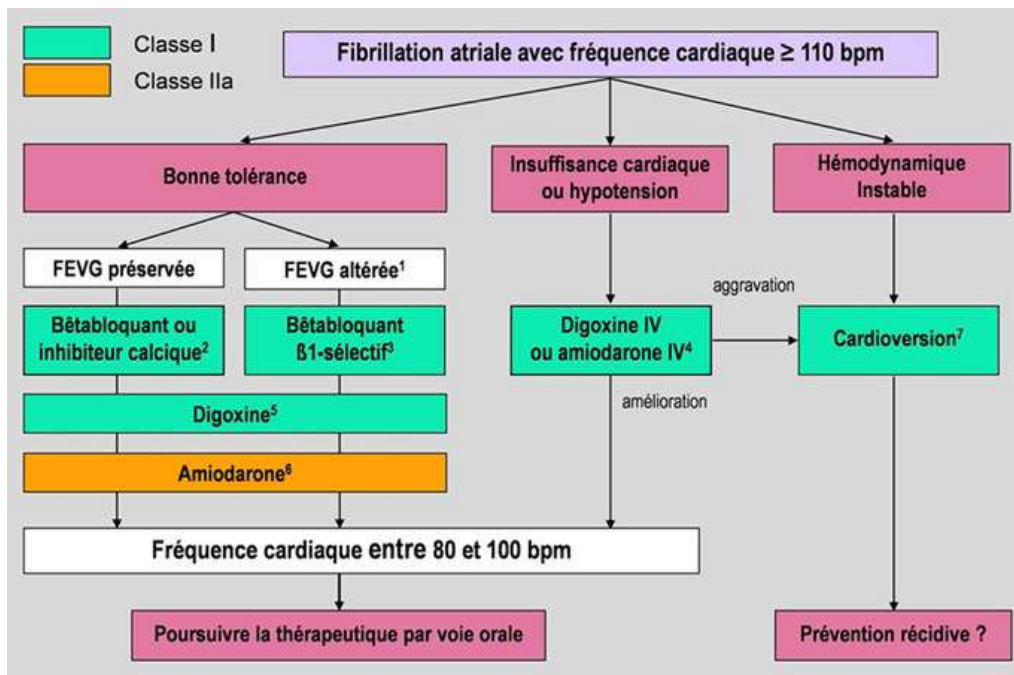 Classe I
Classe IIa
Fibrillation atriale avec fréquence cardiaque ≥ 110 bpm
Bonne tolérance
Insuffisance cardiaque
ou hypotension
Hémodynamique
Instable
FEVG préservée
FEVG altérée¹
aggravation
Bêtabloquant ou
inhibiteur calcique²
Bêtabloquant
ß1-sélectif³
Digoxine IV
ou amiodarone IV⁴
Cardioversion⁷
amélioration
Digoxine⁵
Amiodarone⁶
Fréquence cardiaque entre 80 et 100 bpm
Poursuivre la thérapeutique par voie orale
Prévention récidive ?